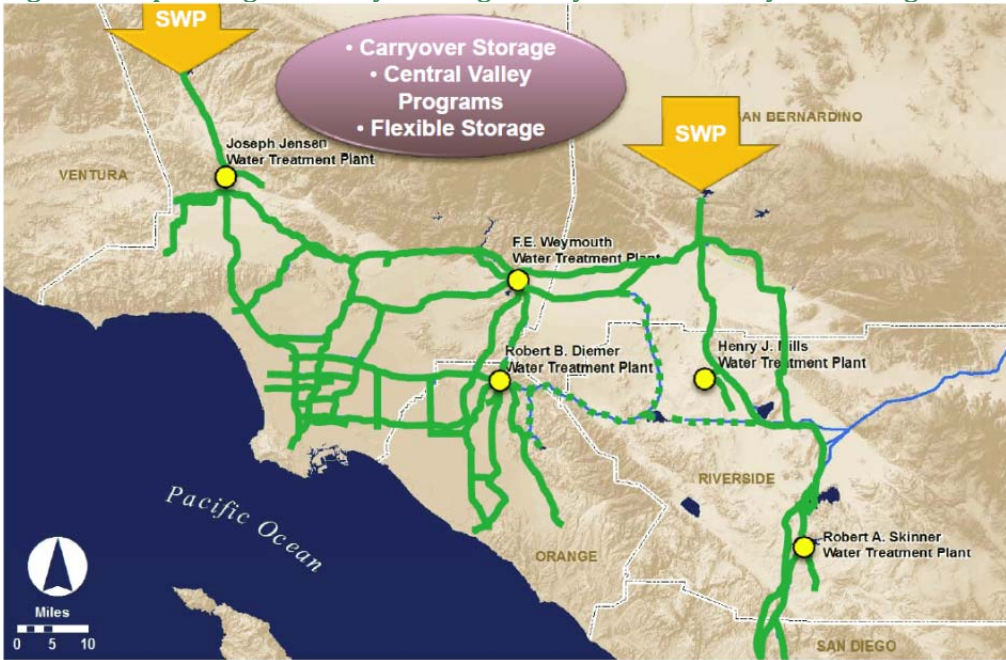 SWP
• Carryover Storage
• Central Valley
Programs
• Flexible Storage
SWP
SAN BERNARDINO
Joseph Jensen
Water Treatment Plant
VENTURA
F.E. Weymouth
Water Treatment Plant
Robert B. Diemer
Water Treatment Plant
Henry J. Mills
Water Treatment Plant
RIVERSIDE
Pacific Ocean
ORANGE
Robert A. Skinner
Water Treatment Plant
Miles
0 5 10
SAN DIEGO